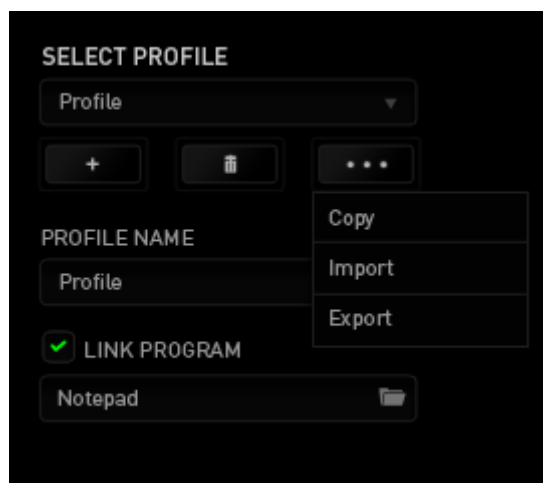 SELECT PROFILE
Profile
+
•••
Copy
PROFILE NAME
Import
Profile
Export
LINK PROGRAM
Notepad